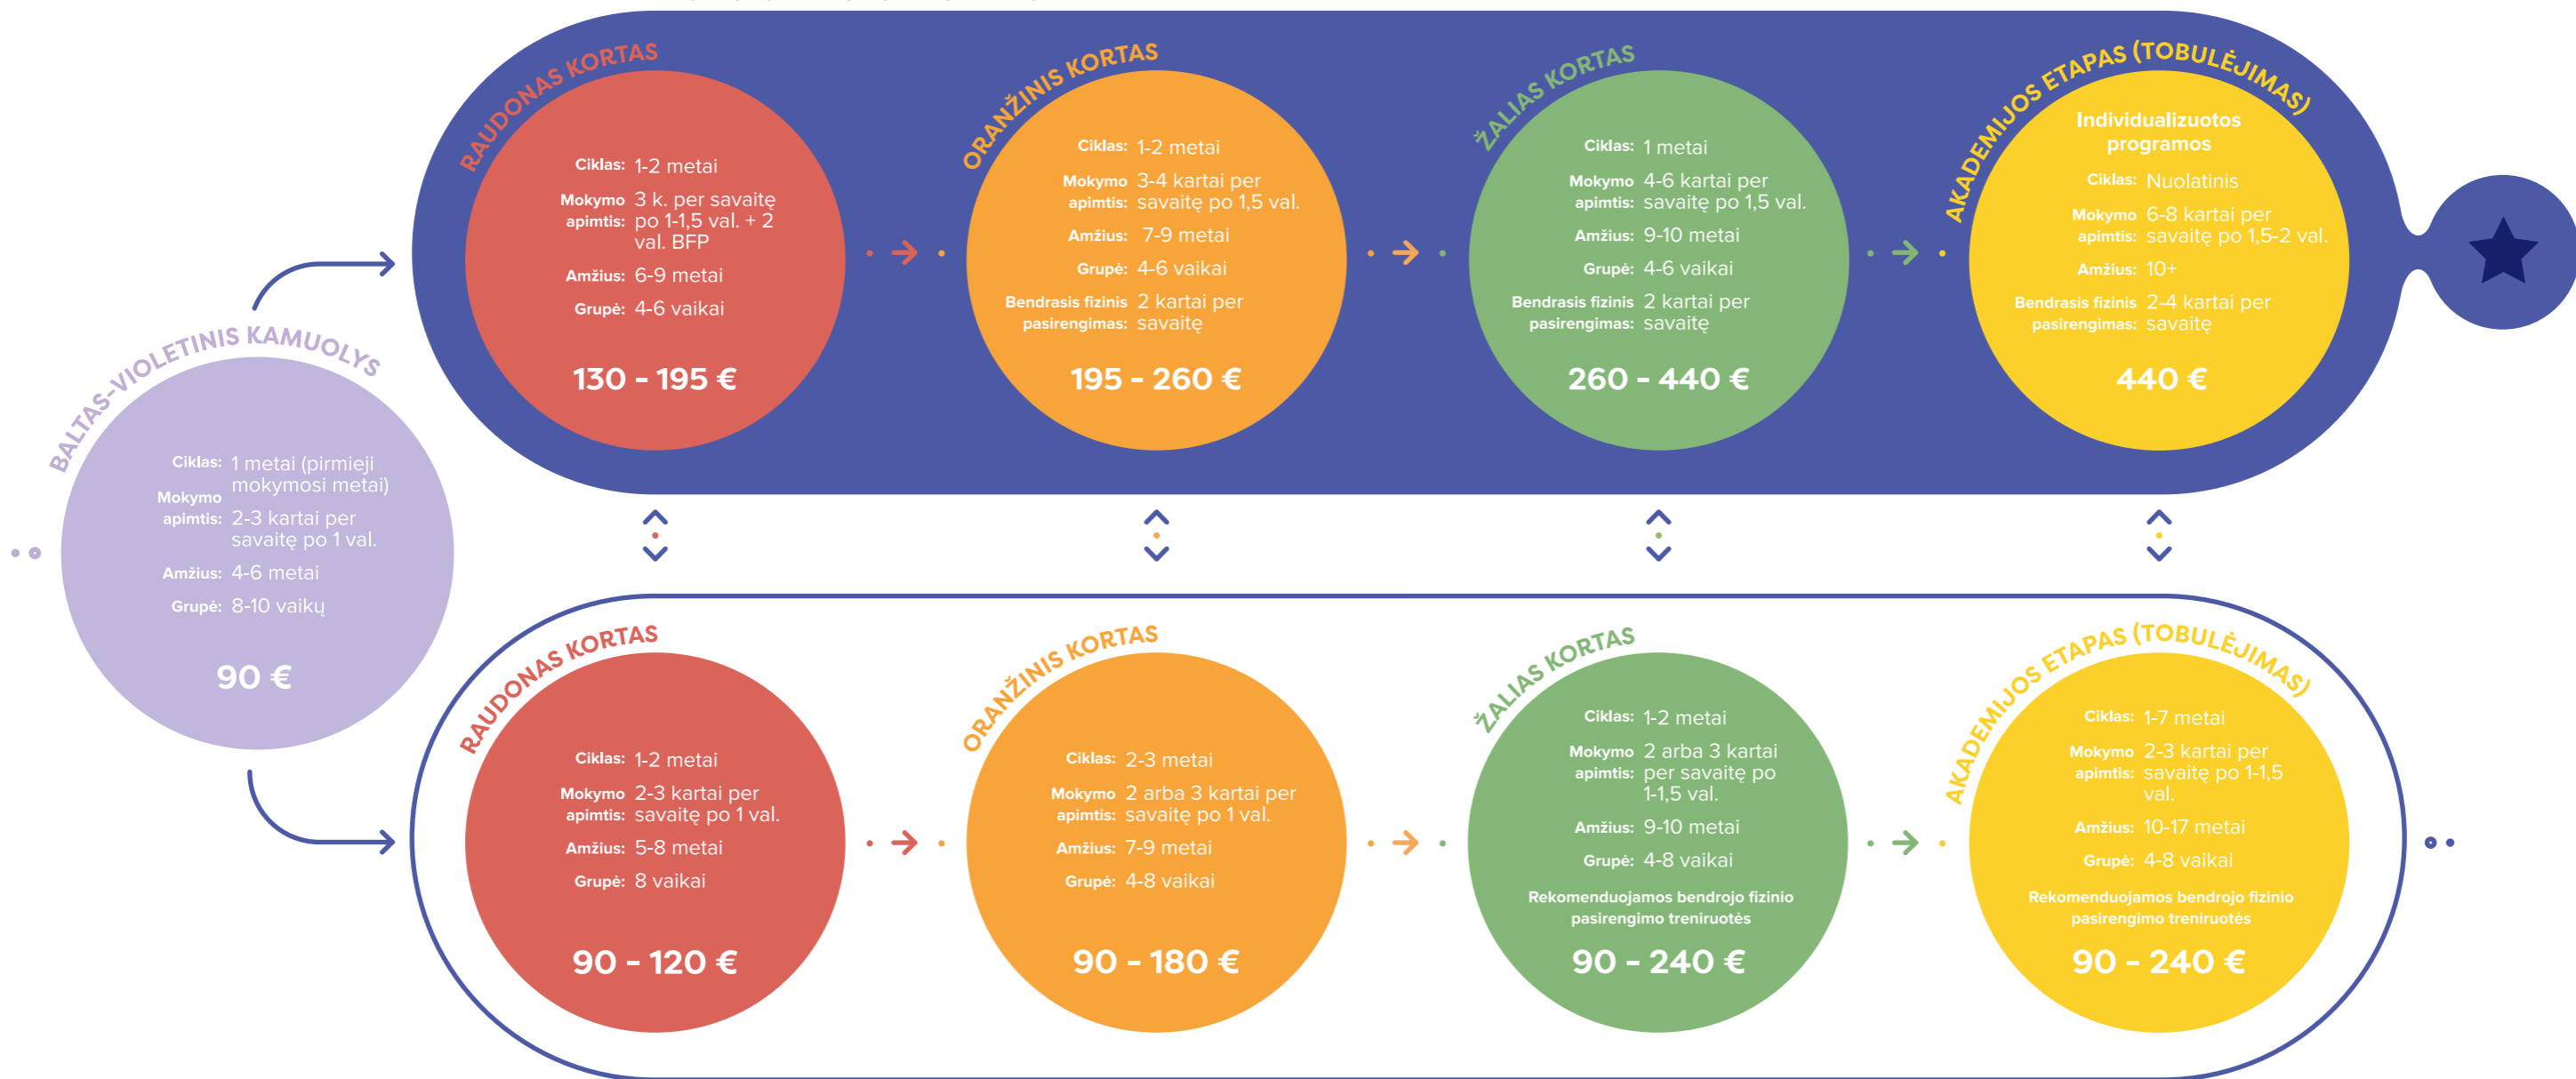 BALTAS-VIOLETINIS KAMUOLYS
Ciklas: 1 metai (pirmieji
mokymosi metai)
Mokymo
apimtis: 2-3 kartai per
savaitę po 1 val.
Amžius: 4-6 metai
Grupė: 8-10 vaikų
90 €
RAUDONAS KORTAS
Ciklas: 1-2 metai
Mokymo 3 k. per savaitę
apimtis: po 1-1,5 val. + 2
val. BFP
Amžius: 6-9 metai
Grupė: 4-6 vaikai
130 - 195 €
ORANŽINIS KORTAS
Ciklas: 1-2 metai
Mokymo 3-4 kartai per
apimtis: savaitę po 1,5 val.
Amžius: 7-9 metai
Grupė: 4-6 vaikai
Bendrasis fizinis 2 kartai per
pasirengimas: savaitę
195 - 260 €
ŽALIAS KORTAS
Ciklas: 1 metai
Mokymo 4-6 kartai per
apimtis: savaitę po 1,5 val.
Amžius: 9-10 metai
Grupė: 4-6 vaikai
Bendrasis fizinis 2 kartai per
pasirengimas: savaitę
260 - 440 €
AKADEMIJOS ETAPAS (TOBULĖJIMAS)
Individualizuotos
programos
Ciklas: Nuolatinis
Mokymo 6-8 kartai per
apimtis: savaitę po 1,5-2 val.
Amžius: 10+
Bendrasis fizinis 2-4 kartai per
pasirengimas: savaitę
440 €
RAUDONAS KORTAS
Ciklas: 1-2 metai
Mokymo 2-3 kartai per
apimtis: savaitę po 1 val.
Amžius: 5-8 metai
Grupė: 8 vaikai
90 - 120 €
ORANŽINIS KORTAS
Ciklas: 2-3 metai
Mokymo 2 arba 3 kartai per
apimtis: savaitę po 1 val.
Amžius: 7-9 metai
Grupė: 4-8 vaikai
90 - 180 €
ŽALIAS KORTAS
Ciklas: 1-2 metai
Mokymo 2 arba 3 kartai
apimtis: per savaitę po
1-1,5 val.
Amžius: 9-10 metai
Grupė: 4-8 vaikai
Rekomenduojamos bendrojo fizinio
pasirengimo treniruotės
90 - 240 €
AKADEMIJOS ETAPAS (TOBULĖJIMAS)
Ciklas: 1-7 metai
Mokymo 2-3 kartai per
apimtis: savaitę po 1-1,5
val.
Amžius: 10-17 metai
Grupė: 4-8 vaikai
Rekomenduojamos bendrojo fizinio
pasirengimo treniruotės
90 - 240 €